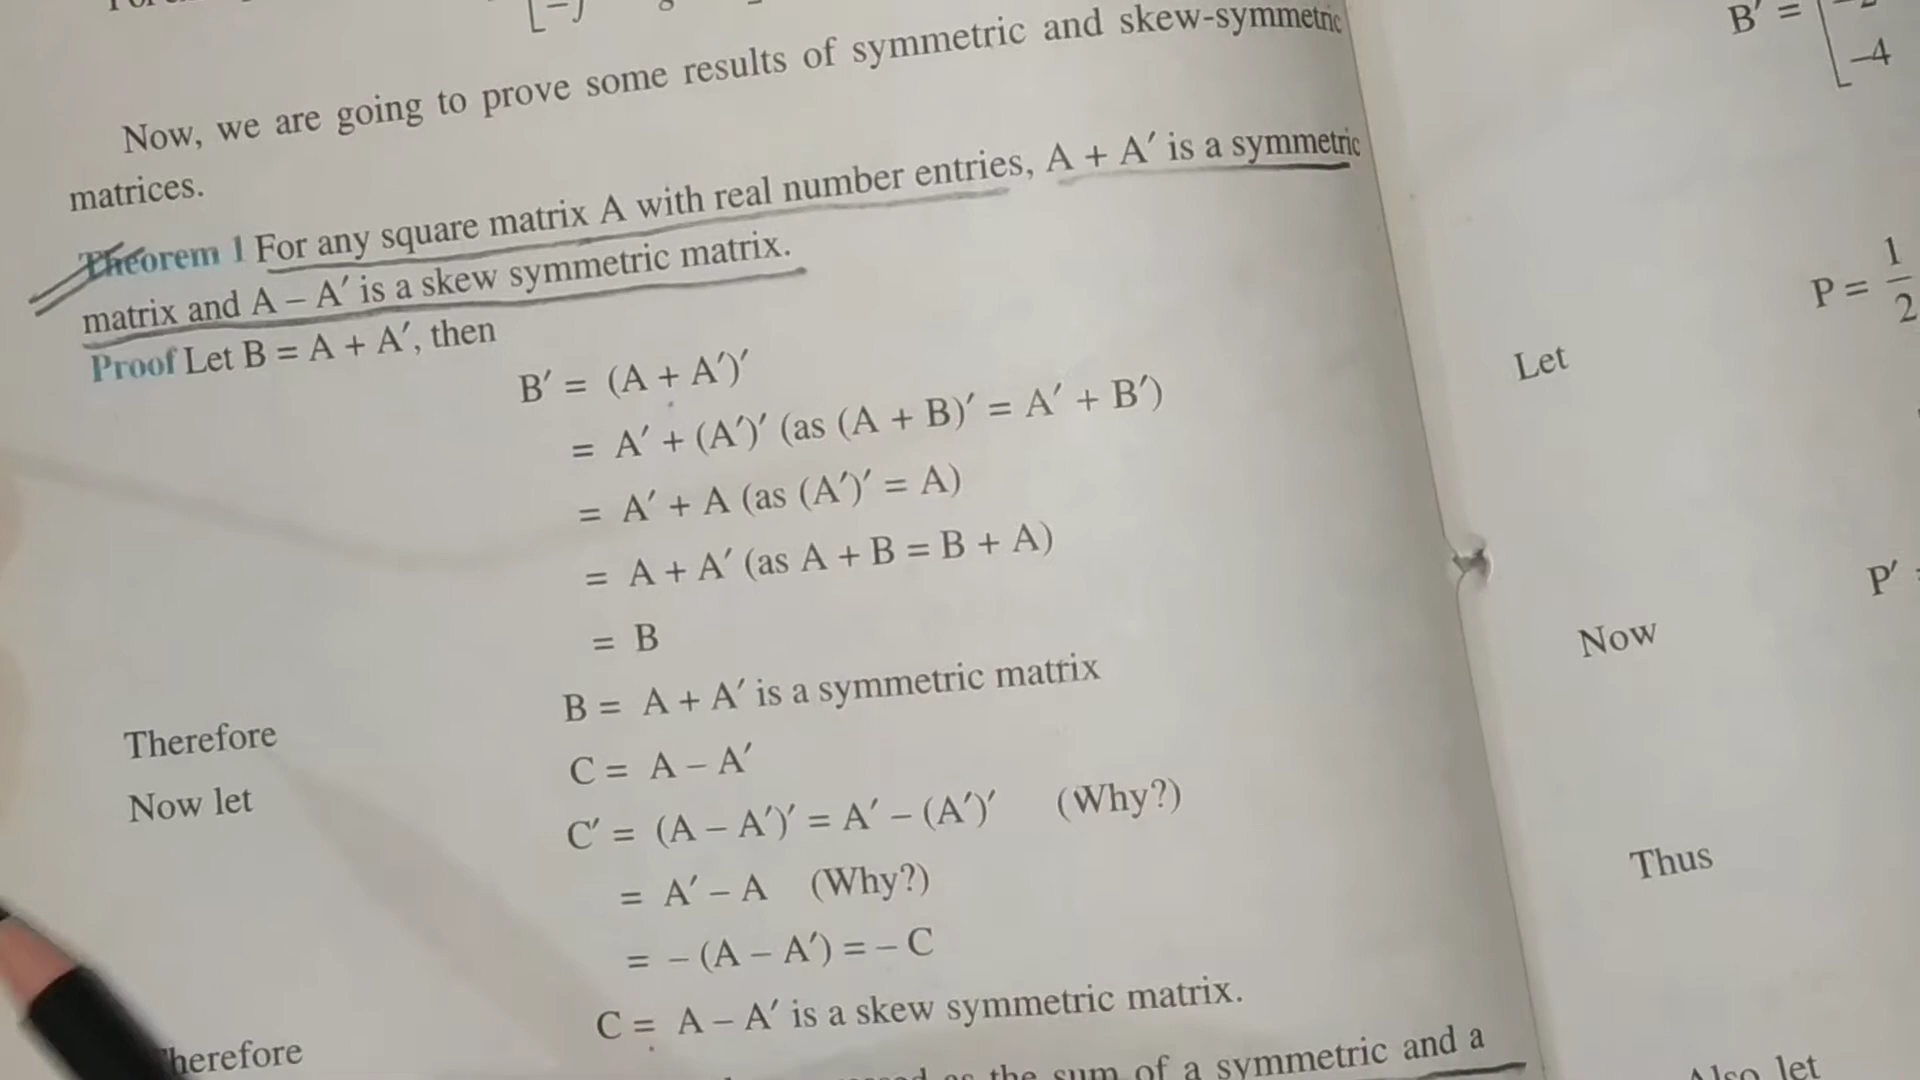 Now, we are going to prove some results of symmetric and skew-symmetric
matrices.
Theorem 1 For any square matrix A with real number entries, A + A′ is a symmetric
matrix and A – A′ is a skew symmetric matrix.
Proof Let B = A + A′, then
B′ = (A + A′)′
= A′ + (A′)′ (as (A + B)′ = A′ + B′)
= A′ + A (as (A′)′ = A)
= A + A′ (as A + B = B + A)
= B
Therefore B = A + A′ is a symmetric matrix
Now let C = A – A′
C′ = (A – A′)′ = A′ – (A′)′ (Why?)
= A′ – A (Why?)
= – (A – A′) = – C
Therefore C = A – A′ is a skew symmetric matrix.
as the sum of a symmetric and a
B′ =
–4
P = 1/2
Let
P′ =
Now
Thus
Also let